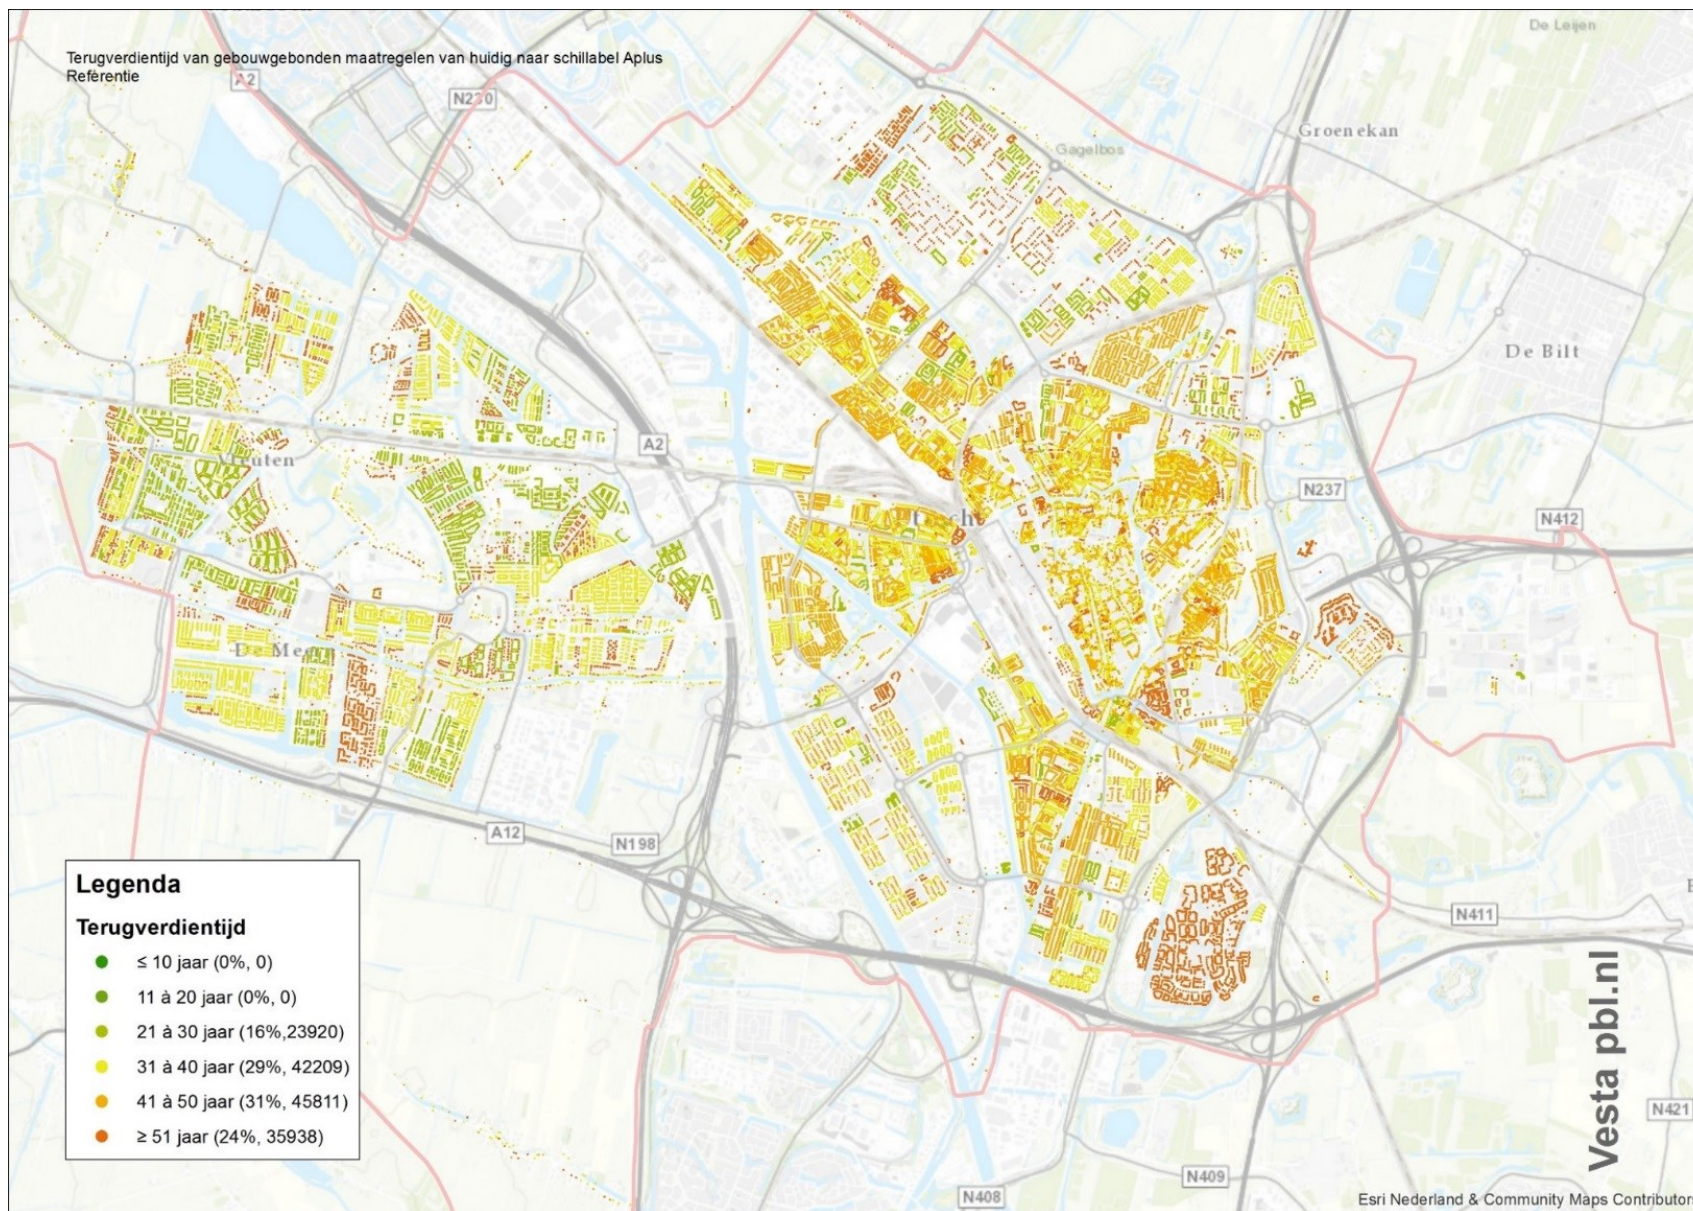 De Leijen
Terugverdientijd van gebouwgebonden maatregelen van huidig naar schillabel Aplus
Referentie
A2
N230
Groenekan
Gagelbos
De Bilt
A2
N237
N412
De Meern
A12
N198
N411
Legenda
Terugverdientijd
≤ 10 jaar (0%, 0)
11 à 20 jaar (0%, 0)
21 à 30 jaar (16%,23920)
31 à 40 jaar (29%, 42209)
41 à 50 jaar (31%, 45811)
≥ 51 jaar (24%, 35938)
Vesta pbl.nl
N421
N409
N408
Esri Nederland & Community Maps Contributors